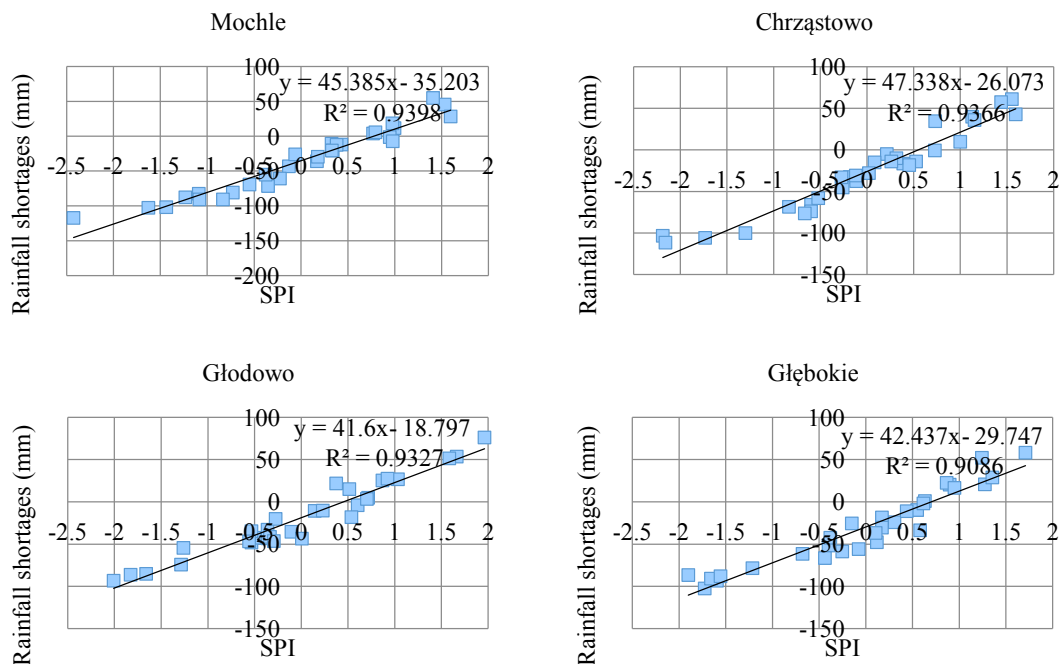 Mochle
Rainfall shortages (mm)
100
50
0
-50
-100
-150
-200
-2.5 -2 -1.5 -1 -0.5 0 0.5 1 1.5 2
y = 45.385x - 35.203
R² = 0.9398
SPI
Chrząstowo
Rainfall shortages (mm)
100
50
0
-50
-100
-150
-2.5 -2 -1.5 -1 -0.5 0 0.5 1 1.5 2
y = 47.338x - 26.073
R² = 0.9366
SPI
Głodowo
Rainfall shortages (mm)
100
50
0
-50
-100
-150
-2.5 -2 -1.5 -1 -0.5 0 0.5 1 1.5 2
y = 41.6x - 18.797
R² = 0.9327
SPI
Głębokie
Rainfall shortages (mm)
100
50
0
-50
-100
-150
-2.5 -2 -1.5 -1 -0.5 0 0.5 1 1.5 2
y = 42.437x - 29.747
R² = 0.9086
SPI